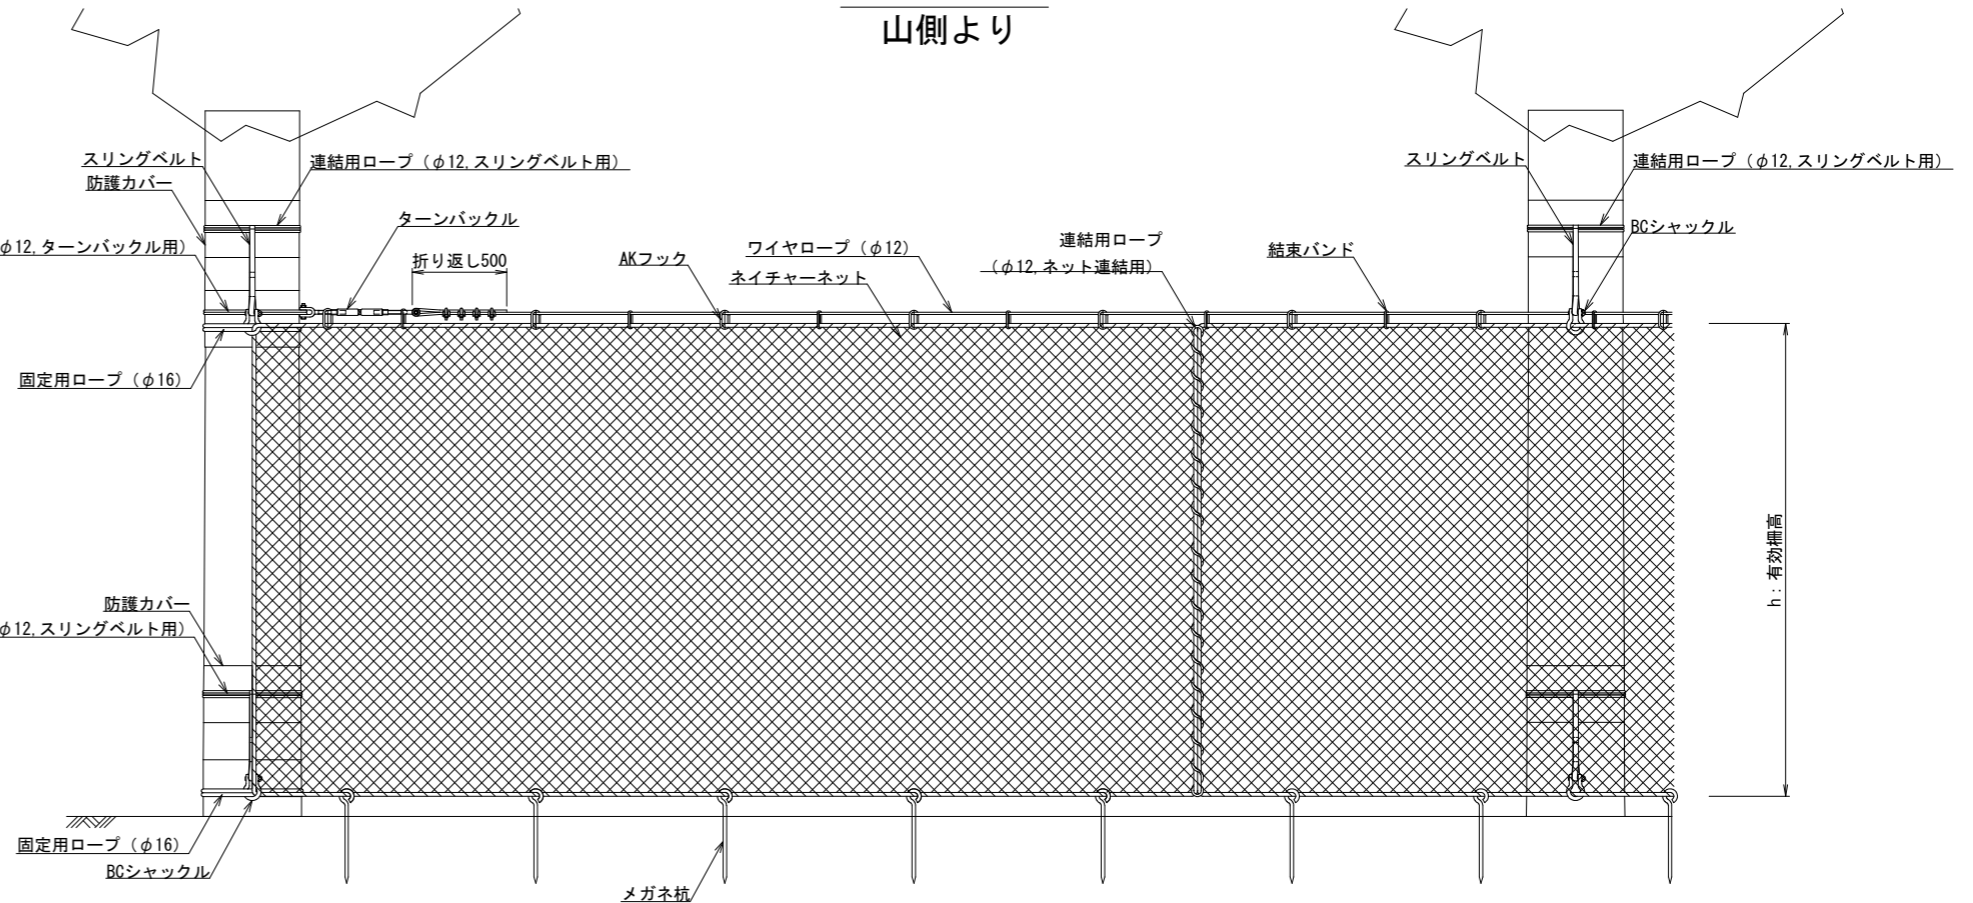 山側より
スリングベルト
連結用ロープ（φ12,スリングベルト用）
スリングベルト
連結用ロープ（φ12,スリングベルト用）
防護カバー
ターンバックル
BCシャックル
φ12,ターンバックル用）
折り返し500
AKフック
ワイヤロープ（φ12）
連結用ロープ
（φ12,ネット連結用）
結束バンド
ネイチャーネット
固定用ロープ（φ16）
h：有効柵高
防護カバー
φ12,スリングベルト用）
固定用ロープ（φ16）
BCシャックル
メガネ杭